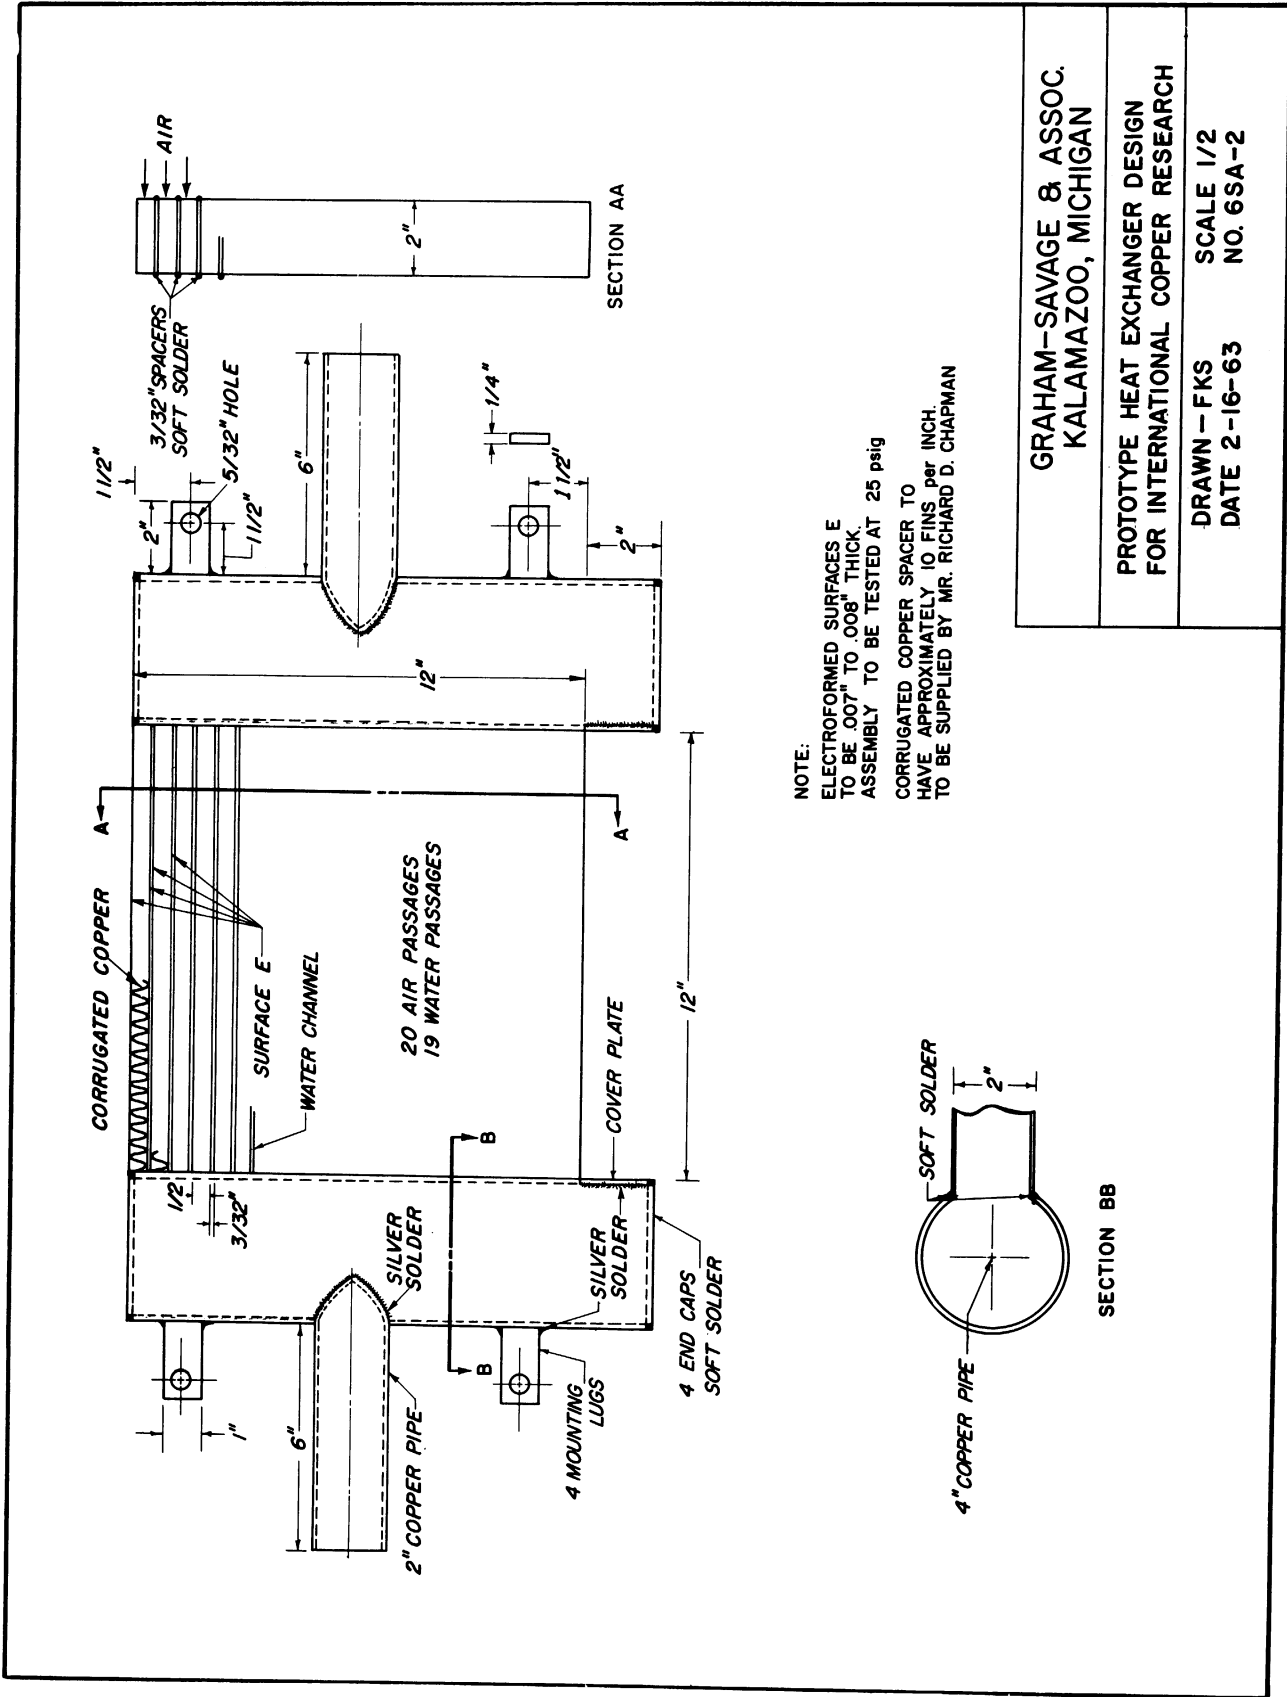 CORRUGATED COPPER
A
1 1/2"
3/32" SPACERS
SOFT SOLDER
AIR
2"
5/32" HOLE
1 1/2"
6"
2"
SECTION AA
1/2
3/32"
SURFACE E
WATER CHANNEL
20 AIR PASSAGES
19 WATER PASSAGES
12"
1"
6"
2" COPPER PIPE
SILVER
SOLDER
B
B
1/4"
1 1/2"
2"
A
4 MOUNTING
LUGS
SILVER
SOLDER
COVER PLATE
12"
4 END CAPS
SOFT SOLDER
NOTE:
ELECTROFORMED SURFACES E
TO BE .007" TO .008" THICK.
ASSEMBLY TO BE TESTED AT 25 psig
CORRUGATED COPPER SPACER TO
HAVE APPROXIMATELY 10 FINS per INCH.
TO BE SUPPLIED BY MR. RICHARD D. CHAPMAN
4" COPPER PIPE
SOFT SOLDER
2"
SECTION BB
GRAHAM-SAVAGE & ASSOC.
KALAMAZOO, MICHIGAN
PROTOTYPE HEAT EXCHANGER DESIGN
FOR INTERNATIONAL COPPER RESEARCH
DRAWN-FKS SCALE 1/2
DATE 2-16-63 NO. 6SA-2